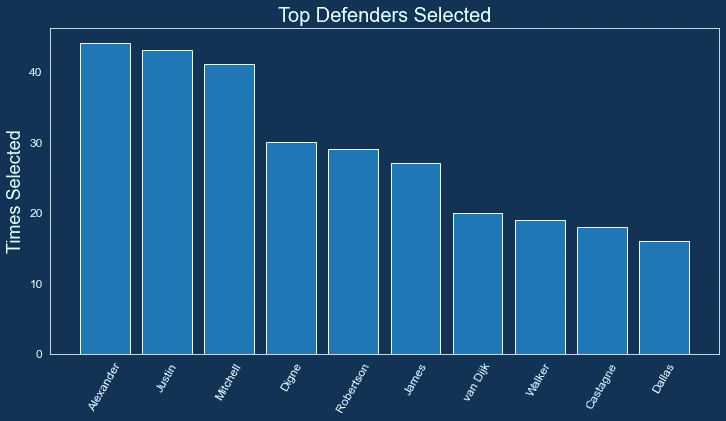 Top Defenders Selected
Times Selected
40
30
20
10
0
Alexander
Justin
Mitchell
Digne
Robertson
James
van Dijk
Walker
Castagne
Dallas